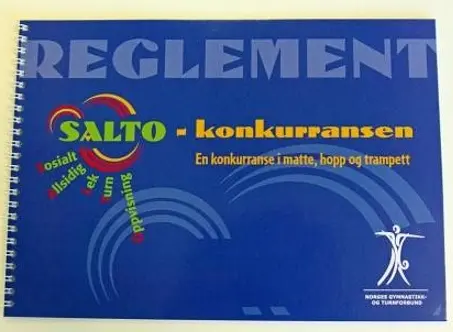 REGLEMENT
SALTO - konkurransen
En konkurranse i matte, hopp og trampett
Sosialt
Allsidig
Lek
Turn
Oppvisning
NORGES GYMNASTIKK-
OG TURNFORBUND